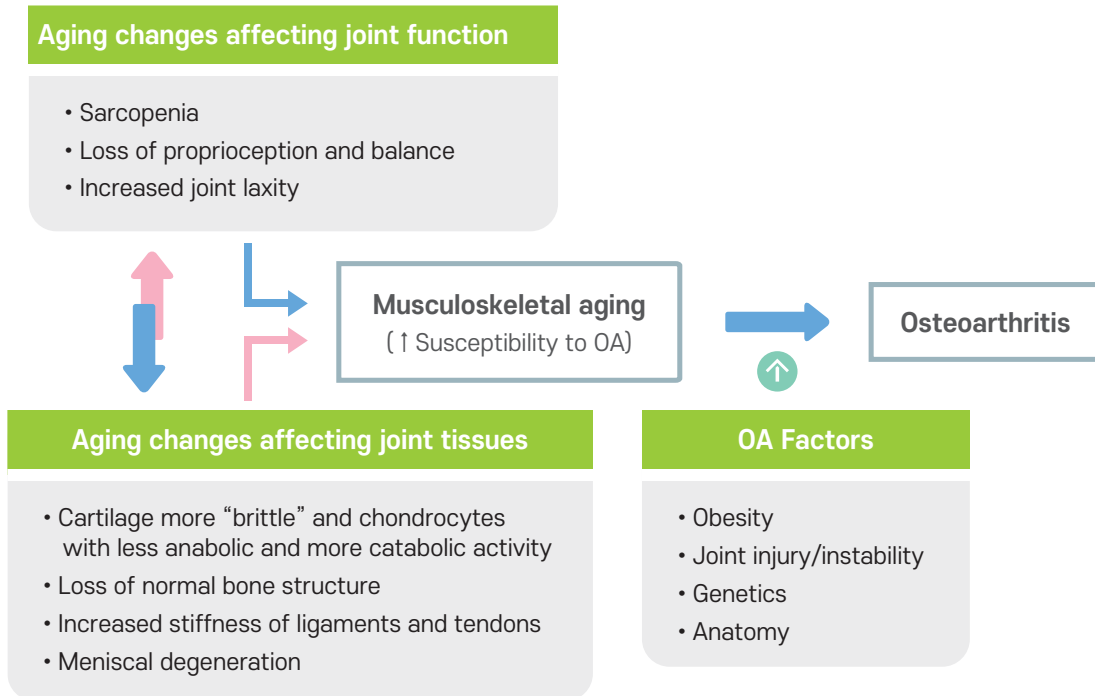 Aging changes affecting joint function
• Sarcopenia
• Loss of proprioception and balance
• Increased joint laxity
Musculoskeletal aging
(↑ Susceptibility to OA)
Osteoarthritis
Aging changes affecting joint tissues
• Cartilage more “brittle” and chondrocytes
with less anabolic and more catabolic activity
• Loss of normal bone structure
• Increased stiffness of ligaments and tendons
• Meniscal degeneration
OA Factors
• Obesity
• Joint injury/instability
• Genetics
• Anatomy